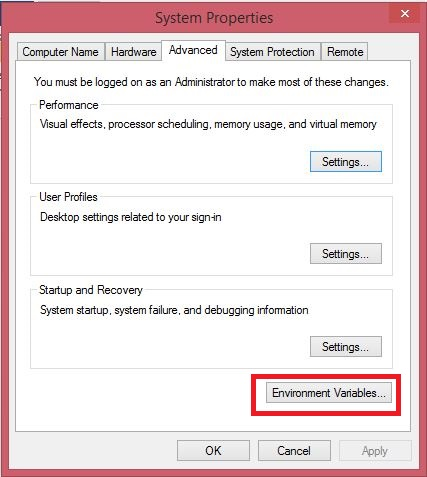 System Properties
Computer Name
Hardware
Advanced
System Protection
Remote
You must be logged on as an Administrator to make most of these changes.
Performance
Visual effects, processor scheduling, memory usage, and virtual memory
Settings...
User Profiles
Desktop settings related to your sign-in
Settings...
Startup and Recovery
System startup, system failure, and debugging information
Settings...
Environment Variables...
OK
Cancel
Apply